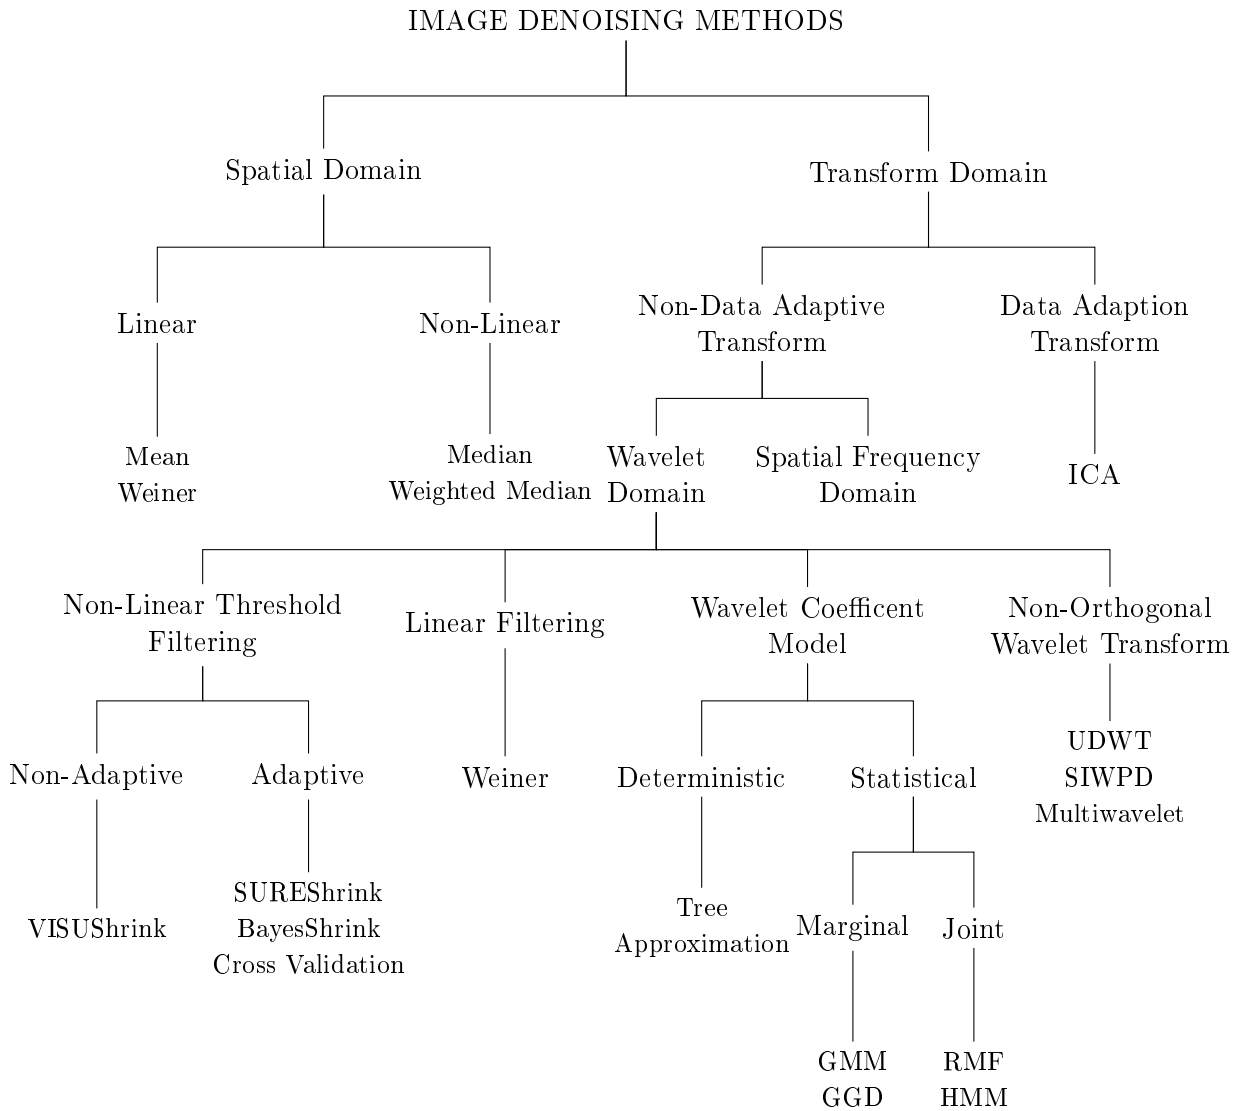 IMAGE DENOISING METHODS
Spatial Domain
Transform Domain
Linear
Non-Linear
Non-Data Adaptive
Transform
Data Adaption
Transform
Mean
Weiner
Median
Weighted Median
Wavelet
Domain
Spatial Frequency
Domain
ICA
Non-Linear Threshold
Filtering
Linear Filtering
Wavelet Coefficent
Model
Non-Orthogonal
Wavelet Transform
Non-Adaptive
Adaptive
Weiner
Deterministic
Statistical
UDWT
SIWPD
Multiwavelet
VISUShrink
SUREShrink
BayesShrink
Cross Validation
Tree
Approximation
Marginal
Joint
GMM
GGD
RMF
HMM